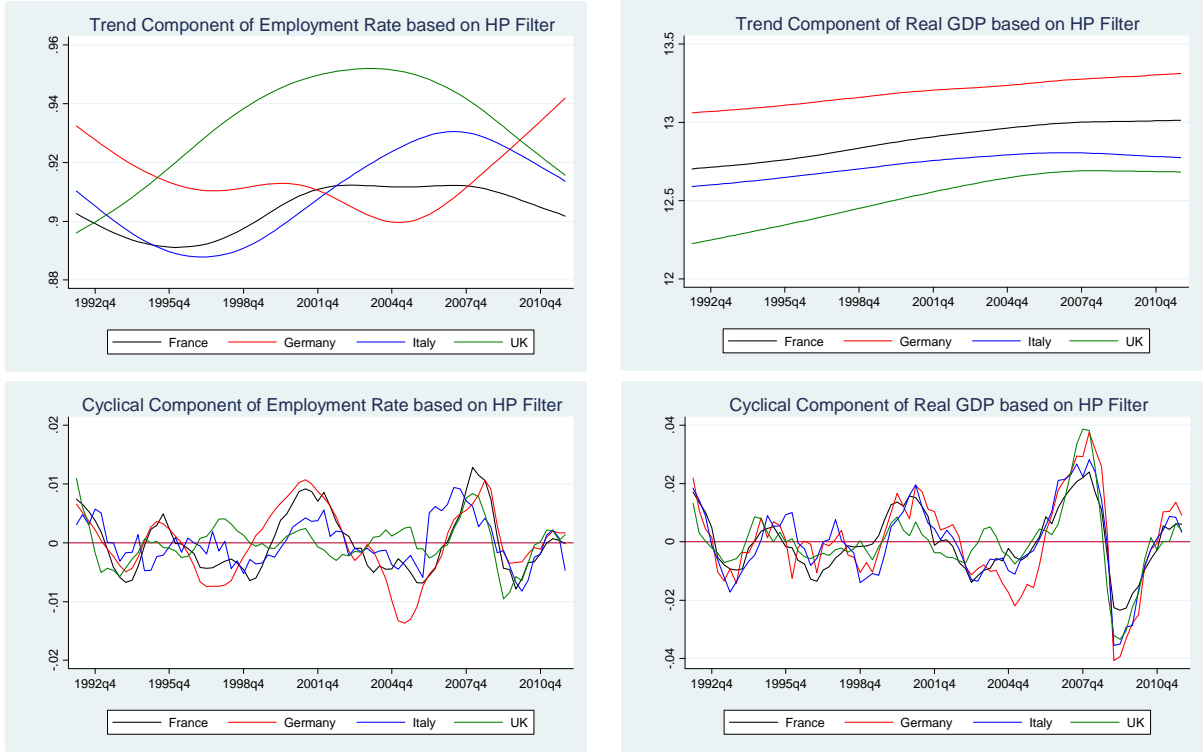 Trend Component of Employment Rate based on HP Filter
.96
.94
.92
.9
.88
1992q4 1995q4 1998q4 2001q4 2004q4 2007q4 2010q4
France Germany Italy UK
Trend Component of Real GDP based on HP Filter
13.5
13
12.5
12
1992q4 1995q4 1998q4 2001q4 2004q4 2007q4 2010q4
France Germany Italy UK
Cyclical Component of Employment Rate based on HP Filter
.02
.01
0
-.01
-.02
1992q4 1995q4 1998q4 2001q4 2004q4 2007q4 2010q4
France Germany Italy UK
Cyclical Component of Real GDP based on HP Filter
.04
.02
0
-.02
-.04
1992q4 1995q4 1998q4 2001q4 2004q4 2007q4 2010q4
France Germany Italy UK